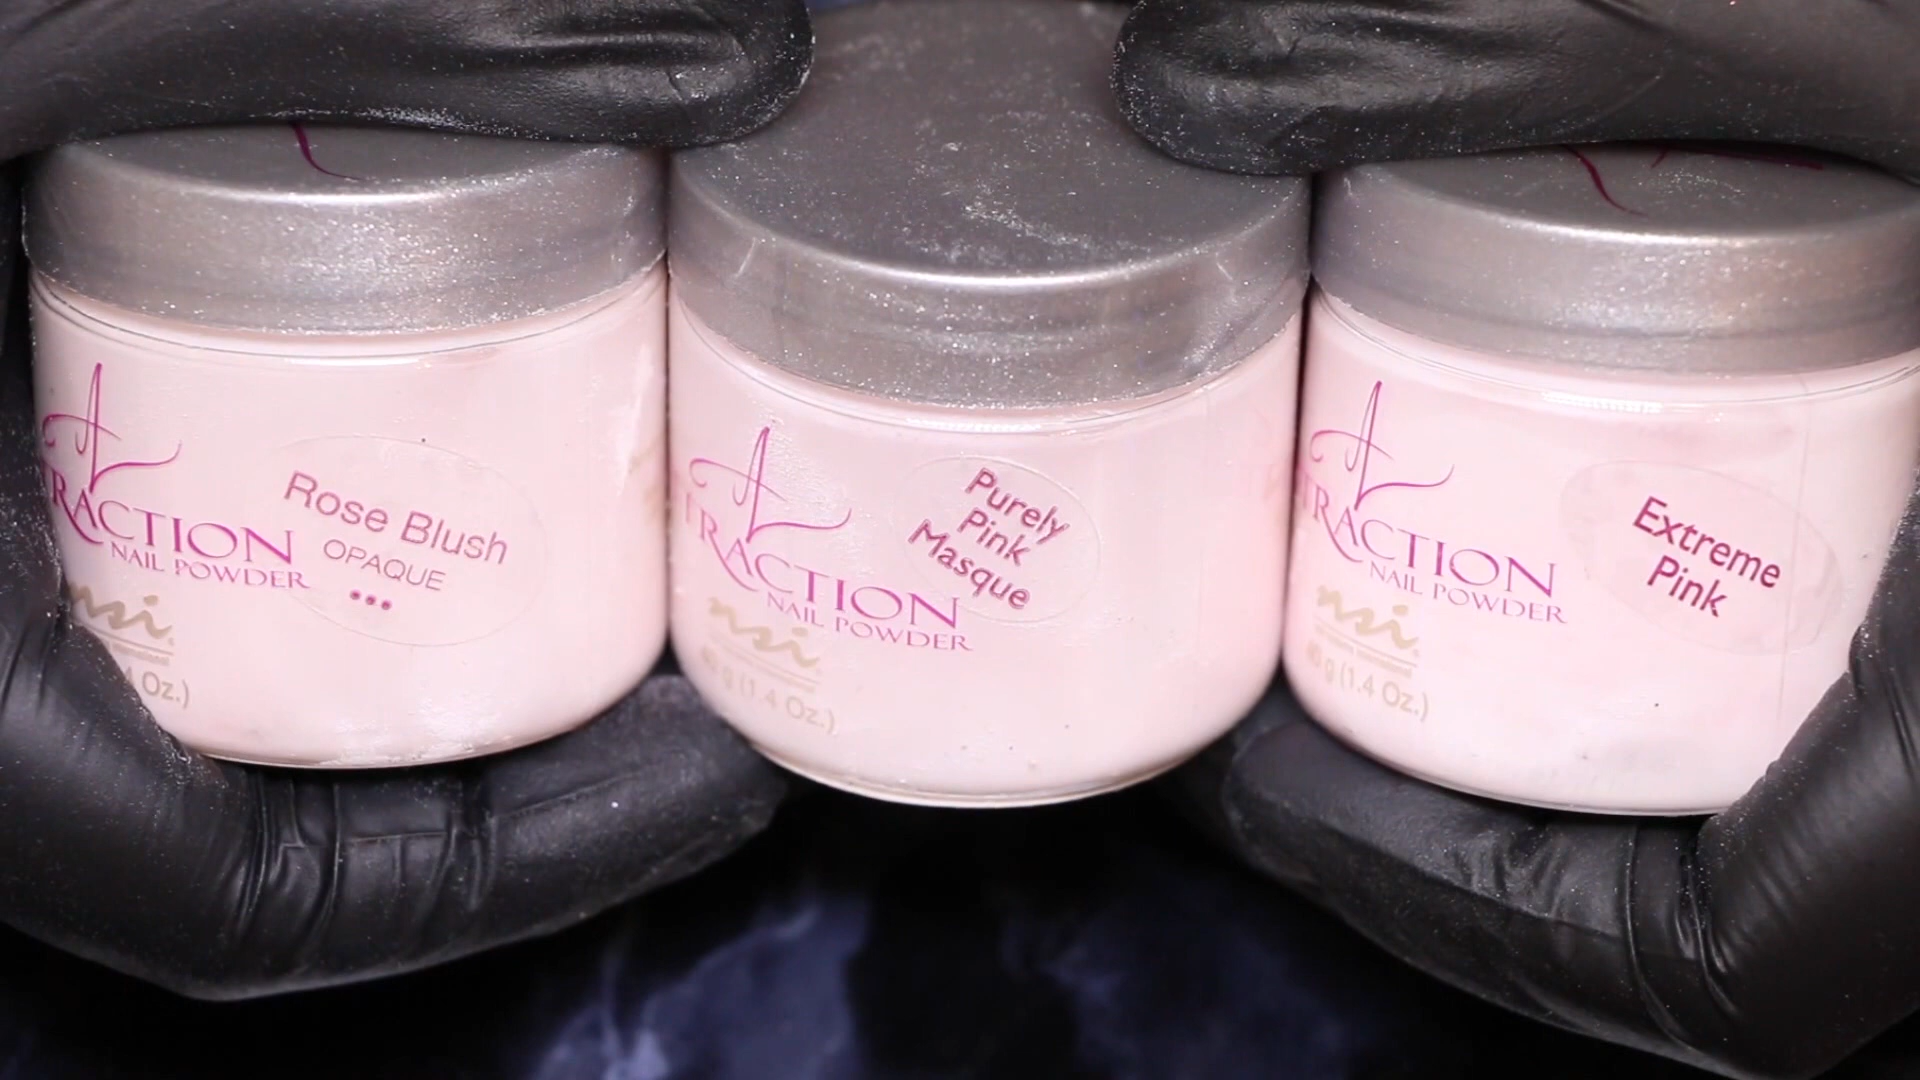 A
TRACTION
NAIL POWDER
nsi
4 Oz.)
Rose Blush
OPAQUE
•••
A
TRACTION
NAIL POWDER
nsi
g (1.4 Oz.)
Purely
Pink
Masque
A
TRACTION
NAIL POWDER
nsi
40 g (1.4 Oz.)
Extreme
Pink